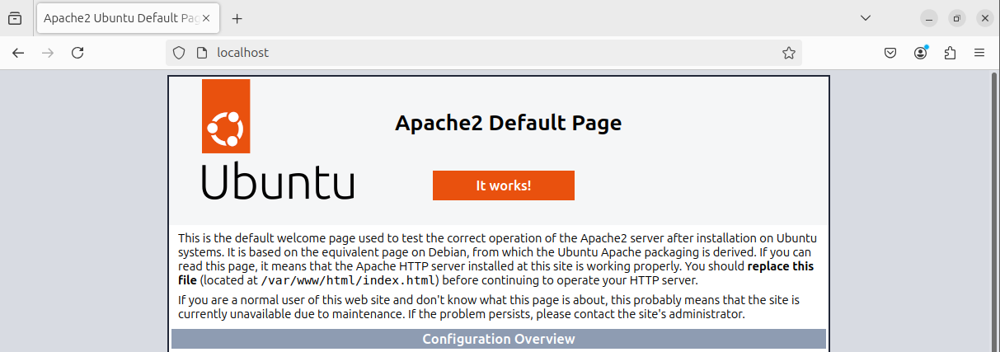 Apache2 Ubuntu Default Pag
localhost
Apache2 Default Page
Ubuntu
It works!
This is the default welcome page used to test the correct operation of the Apache2 server after installation on Ubuntu
systems. It is based on the equivalent page on Debian, from which the Ubuntu Apache packaging is derived. If you can
read this page, it means that the Apache HTTP server installed at this site is working properly. You should replace this
file (located at /var/www/html/index.html) before continuing to operate your HTTP server.
If you are a normal user of this web site and don't know what this page is about, this probably means that the site is
currently unavailable due to maintenance. If the problem persists, please contact the site's administrator.
Configuration Overview